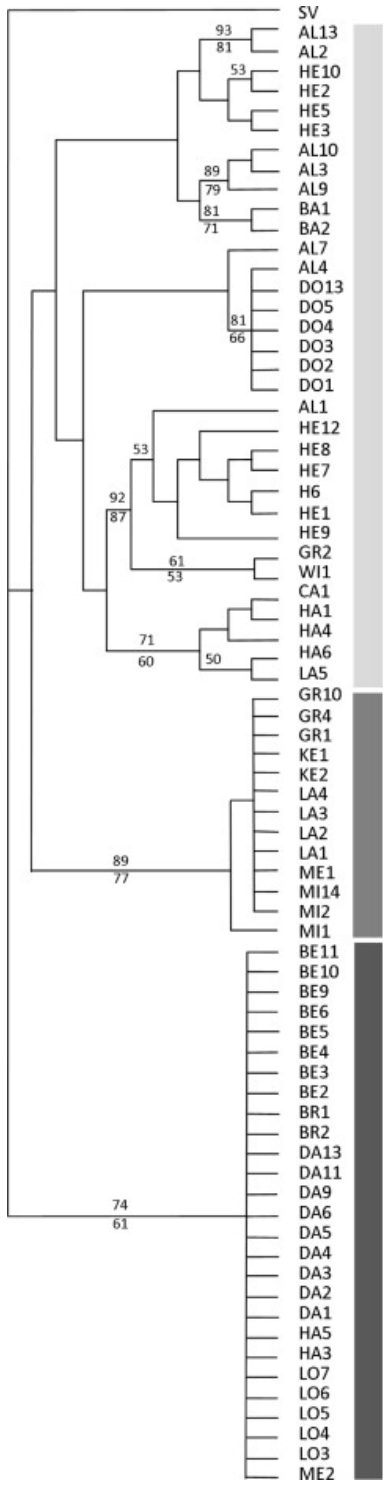 SV
93
AL13
81
AL2
53
HE10
HE2
HE5
HE3
AL10
89
AL3
79
AL9
81
BA1
71
BA2
AL7
AL4
DO13
DO5
81
DO4
66
DO3
DO2
DO1
AL1
HE12
53
HE8
HE7
92
H6
87
HE1
HE9
61
GR2
53
WI1
CA1
HA1
71
HA4
60
50
HA6
LA5
GR10
GR4
GR1
KE1
KE2
LA4
LA3
LA2
89
LA1
77
ME1
MI14
MI2
MI1
BE11
BE10
BE9
BE6
BE5
BE4
BE3
BE2
BR1
BR2
DA13
DA11
DA9
74
DA6
61
DA5
DA4
DA3
DA2
DA1
HA5
HA3
LO7
LO6
LO5
LO4
LO3
ME2